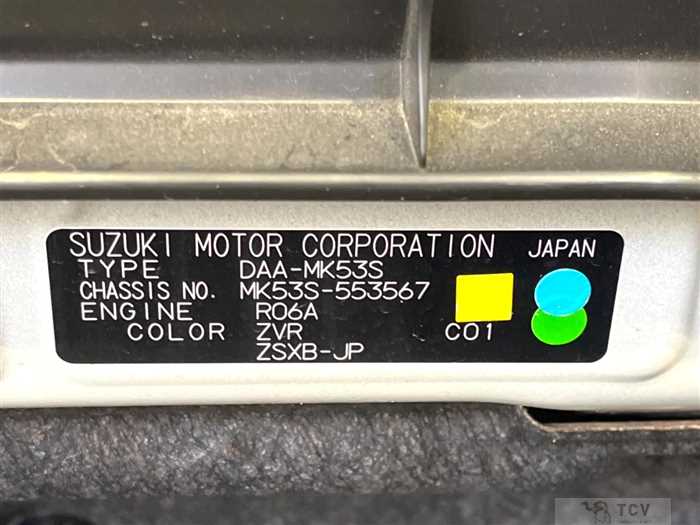 SUZUKI MOTOR CORPORATION JAPAN
TYPE DAA-MK53S
CHASSIS NO. MK53S-553567
ENGINE R06A
COLOR ZVR C01
ZSXB-JP
TCV